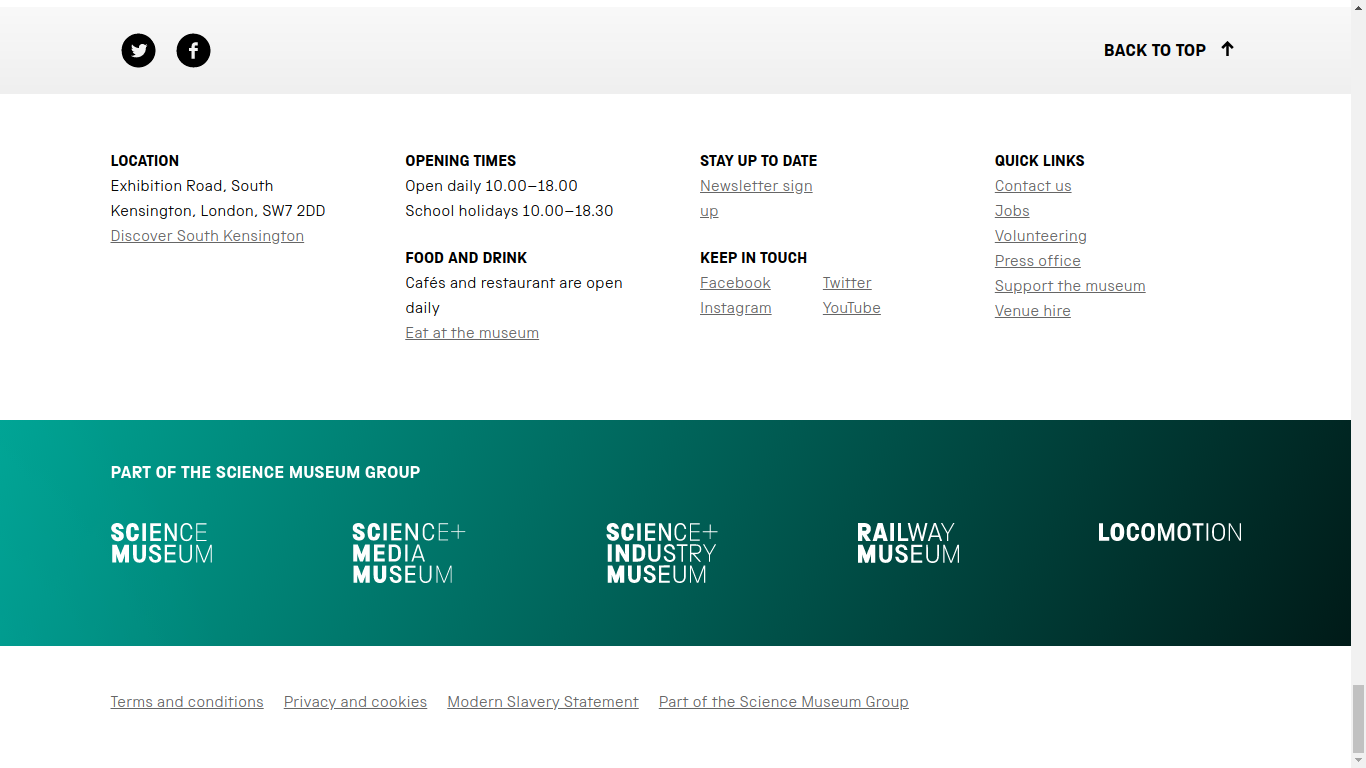 BACK TO TOP
LOCATION
Exhibition Road, South
Kensington, London, SW7 2DD
Discover South Kensington
OPENING TIMES
Open daily 10.00–18.00
School holidays 10.00–18.30
FOOD AND DRINK
Cafés and restaurant are open
daily
Eat at the museum
STAY UP TO DATE
Newsletter sign
up
KEEP IN TOUCH
Facebook Twitter
Instagram YouTube
QUICK LINKS
Contact us
Jobs
Volunteering
Press office
Support the museum
Venue hire
PART OF THE SCIENCE MUSEUM GROUP
SCIENCE
MUSEUM
SCIENCE+
MEDIA
MUSEUM
SCIENCE+
INDUSTRY
MUSEUM
RAILWAY
MUSEUM
LOCOMOTION
Terms and conditions Privacy and cookies Modern Slavery Statement Part of the Science Museum Group